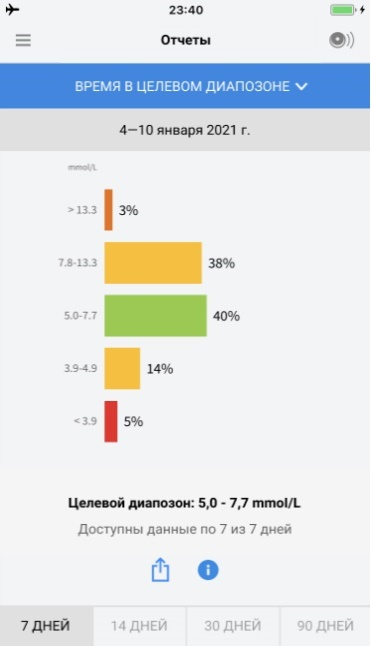 23:40
Отчеты
ВРЕМЯ В ЦЕЛЕВОМ ДИАПАЗОНЕ
4—10 января 2021 г.
mmol/L
> 13.3 3%
7.8-13.3 38%
5.0-7.7 40%
3.9-4.9 14%
< 3.9 5%
Целевой диапазон: 5,0 - 7,7 mmol/L
Доступны данные по 7 из 7 дней
7 ДНЕЙ 14 ДНЕЙ 30 ДНЕЙ 90 ДНЕЙ